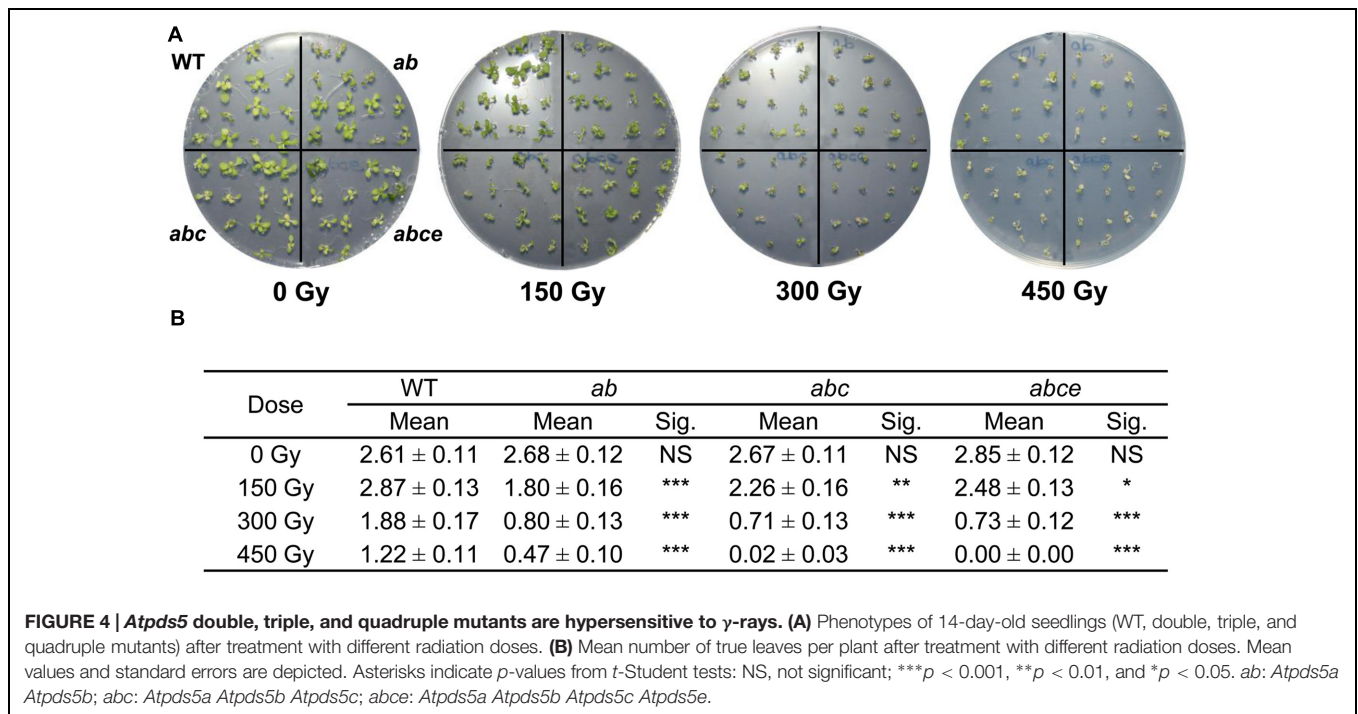 A
WT
ab
abc
abce
0 Gy
150 Gy
300 Gy
450 Gy
B
Dose WT ab abc abce
Mean Mean Sig. Mean Sig. Mean Sig.
0 Gy 2.61 ± 0.11 2.68 ± 0.12 NS 2.67 ± 0.11 NS 2.85 ± 0.12 NS
150 Gy 2.87 ± 0.13 1.80 ± 0.16 *** 2.26 ± 0.16 ** 2.48 ± 0.13 *
300 Gy 1.88 ± 0.17 0.80 ± 0.13 *** 0.71 ± 0.13 *** 0.73 ± 0.12 ***
450 Gy 1.22 ± 0.11 0.47 ± 0.10 *** 0.02 ± 0.03 *** 0.00 ± 0.00 ***
FIGURE 4 | Atpds5 double, triple, and quadruple mutants are hypersensitive to γ-rays. (A) Phenotypes of 14-day-old seedlings (WT, double, triple, and
quadruple mutants) after treatment with different radiation doses. (B) Mean number of true leaves per plant after treatment with different radiation doses. Mean
values and standard errors are depicted. Asterisks indicate p-values from t-Student tests: NS, not significant; ***p < 0.001, **p < 0.01, and *p < 0.05. ab: Atpds5a
Atpds5b; abc: Atpds5a Atpds5b Atpds5c; abce: Atpds5a Atpds5b Atpds5c Atpds5e.